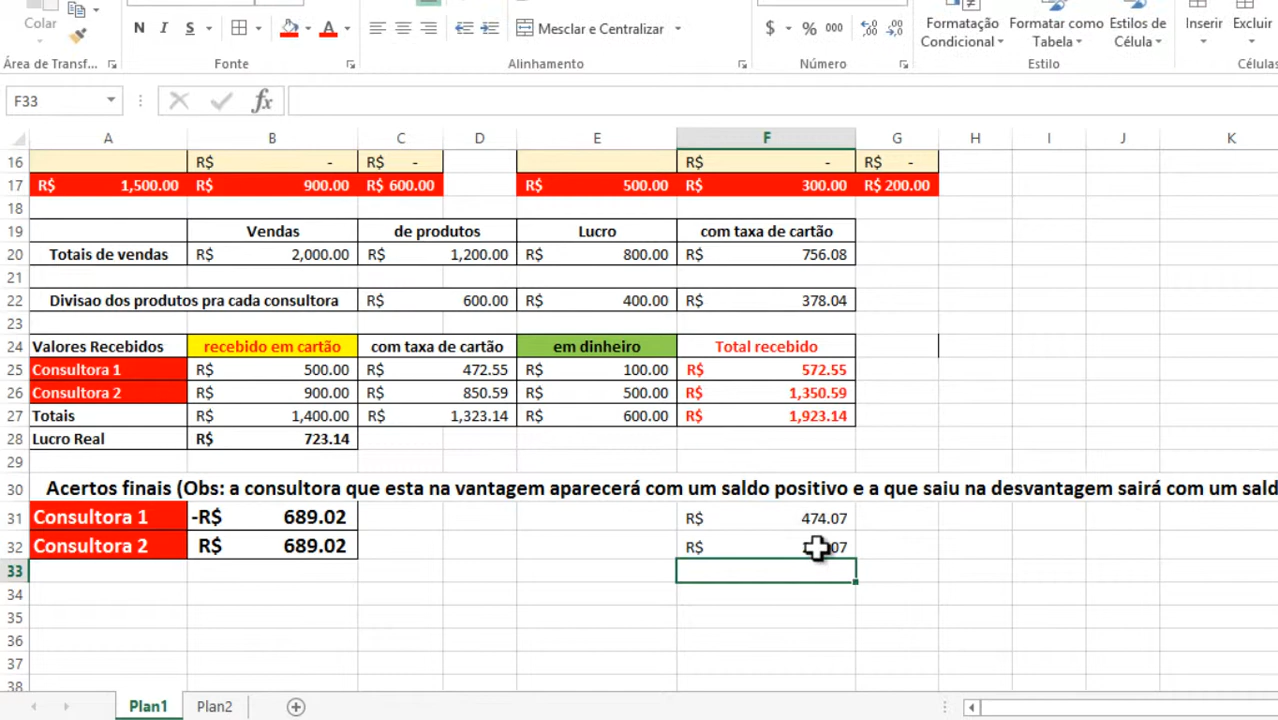 Colar
N I S A Mesclar e Centralizar $ % 000
Formatação Condicional
Formatar como Tabela
Estilos de Célula
Inserir Excluir
Área de Transf... Fonte Alinhamento Número Estilo Células
F33 fx
A B C D E F G H I J K
16 R$ - R$ - R$ - R$ -
17 R$ 1,500.00 R$ 900.00 R$ 600.00 R$ 500.00 R$ 300.00 R$ 200.00
18
19 Vendas de produtos Lucro com taxa de cartão
20 Totais de vendas R$ 2,000.00 R$ 1,200.00 R$ 800.00 R$ 756.08
21
22 Divisao dos produtos pra cada consultora R$ 600.00 R$ 400.00 R$ 378.04
23
24 Valores Recebidos recebido em cartão com taxa de cartão em dinheiro Total recebido
25 Consultora 1 R$ 500.00 R$ 472.55 R$ 100.00 R$ 572.55
26 Consultora 2 R$ 900.00 R$ 850.59 R$ 500.00 R$ 1,350.59
27 Totais R$ 1,400.00 R$ 1,323.14 R$ 600.00 R$ 1,923.14
28 Lucro Real R$ 723.14
29
30 Acertos finais (Obs: a consultora que esta na vantagem aparecerá com um saldo positivo e a que saiu na desvantagem sairá com um sald
31 Consultora 1 -R$ 689.02 R$ 474.07
32 Consultora 2 R$ 689.02 R$
33
34
35
36
37
38
Plan1 Plan2